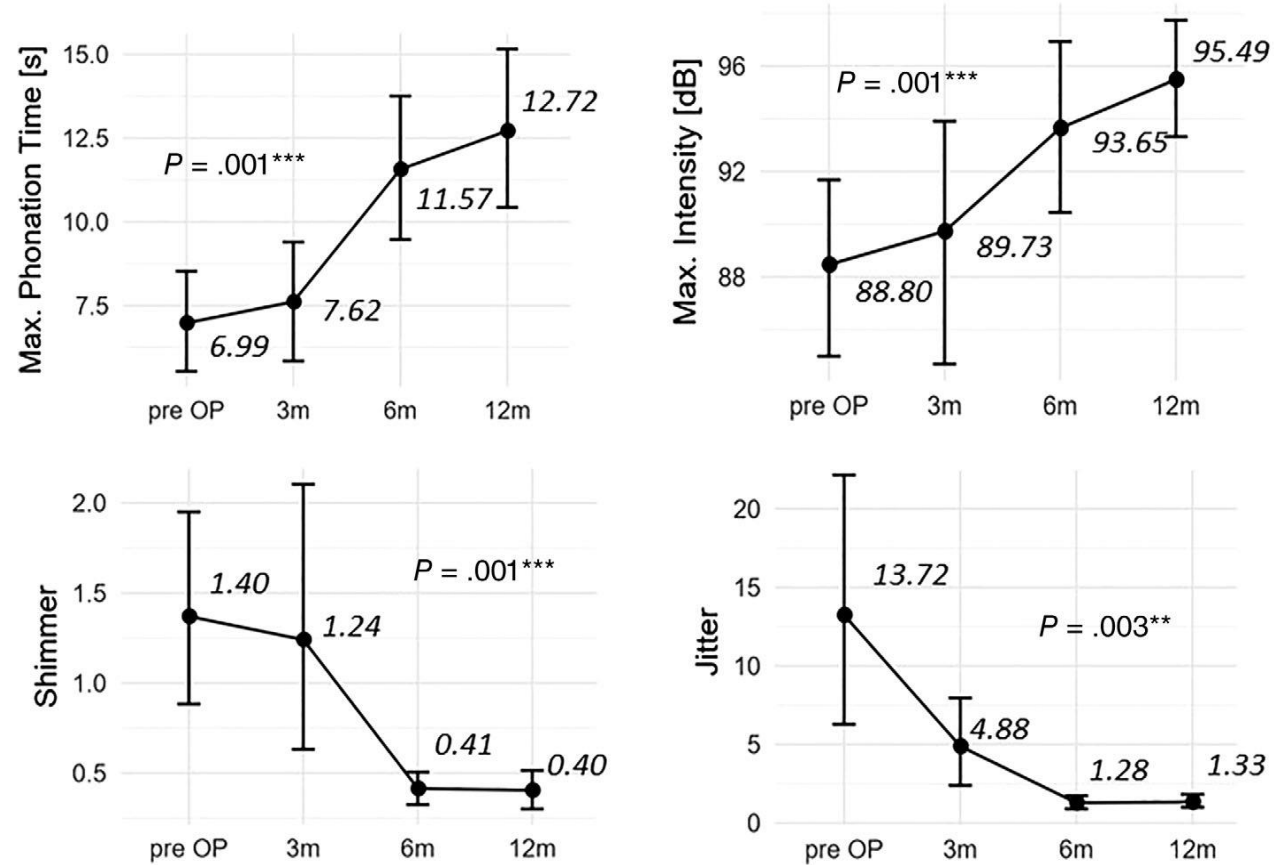 Max. Phonation Time [s]
15.0
12.5
10.0
7.5
P = .001***
6.99
7.62
11.57
12.72
pre OP
3m
6m
12m
Max. Intensity [dB]
96
92
88
P = .001***
88.80
89.73
93.65
95.49
pre OP
3m
6m
12m
Shimmer
2.0
1.5
1.0
0.5
P = .001***
1.40
1.24
0.41
0.40
pre OP
3m
6m
12m
Jitter
20
15
10
5
0
P = .003**
13.72
4.88
1.28
1.33
pre OP
3m
6m
12m